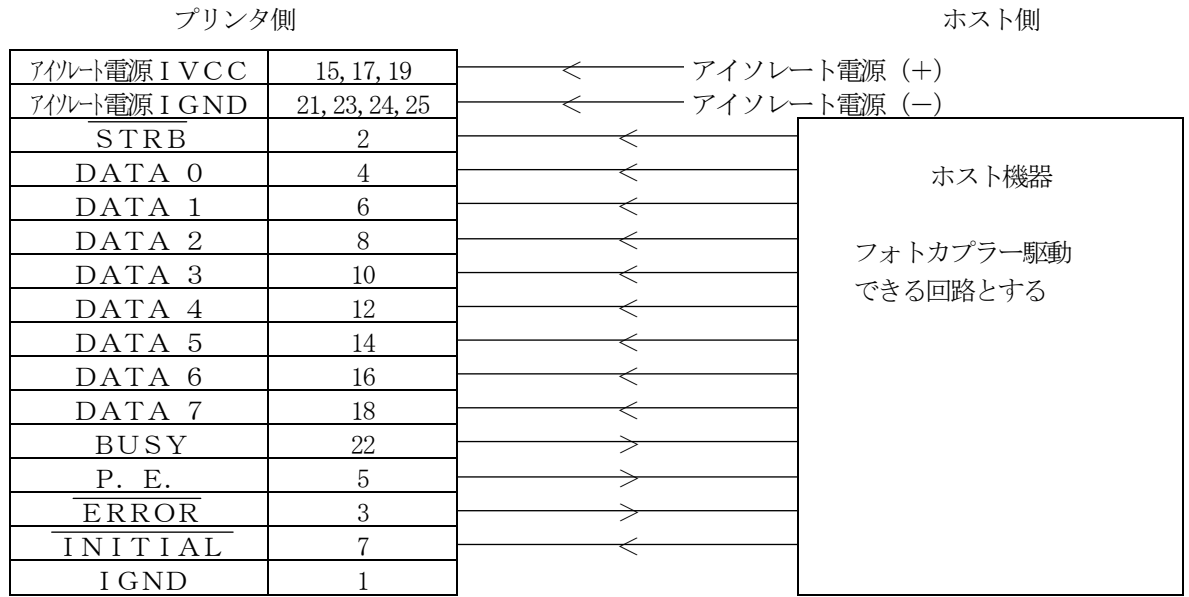 プリンタ側 ホスト側
アイソレート電源IVCC 15,17,19 アイソレート電源（＋）
アイソレート電源IGND 21,23,24,25 アイソレート電源（－）
STRB 2
DATA 0 4 ホスト機器
DATA 1 6
DATA 2 8 フォトカプラー駆動
DATA 3 10 できる回路とする
DATA 4 12
DATA 5 14
DATA 6 16
DATA 7 18
BUSY 22
P. E. 5
ERROR 3
INITIAL 7
IGND 1